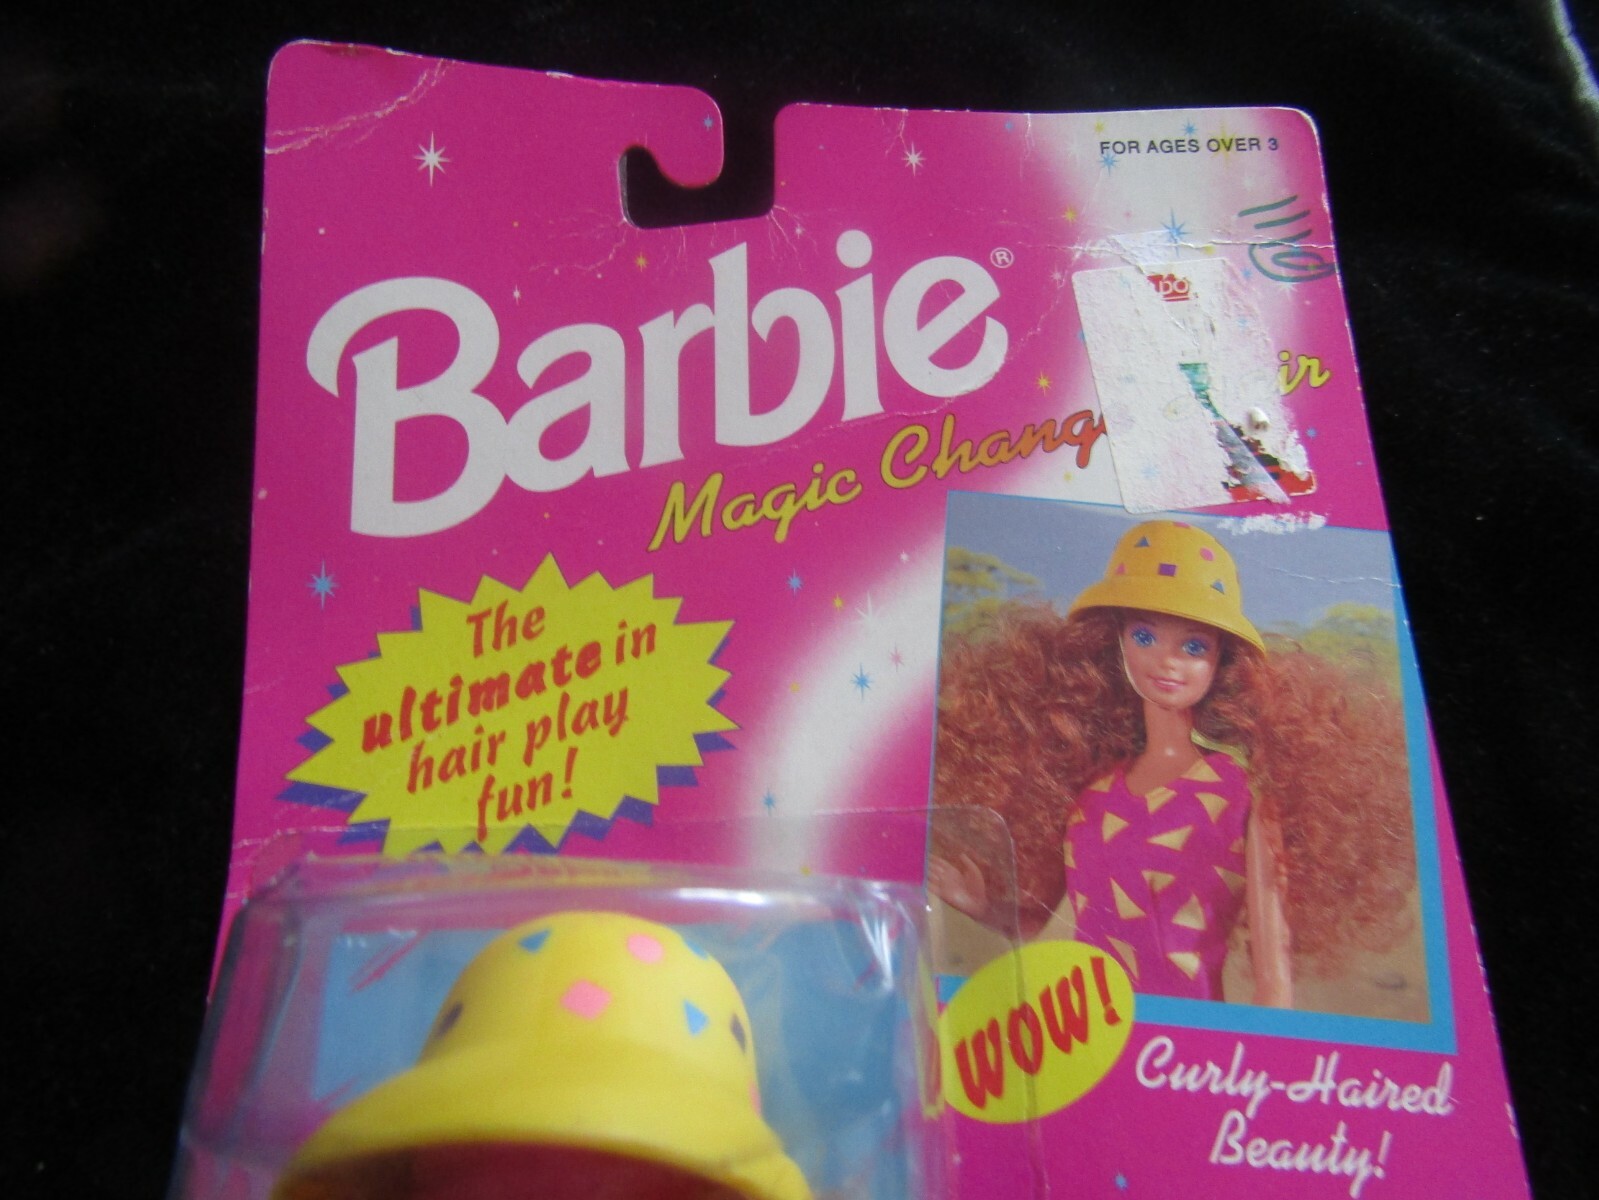 FOR AGES OVER 3
Barbie®
Magic Chang
ir
The
ultimate in
hair play
fun!
WOW!
Curly-Haired
Beauty!